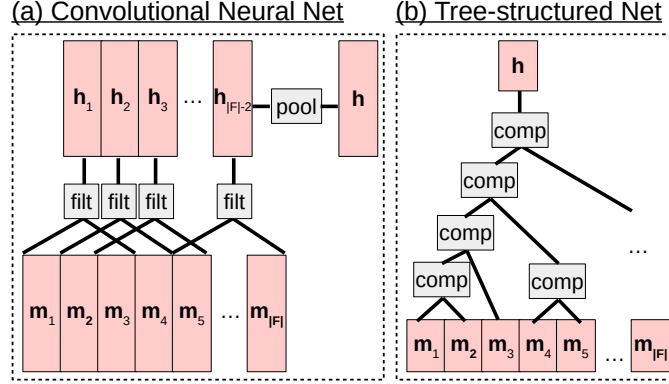 (a) Convolutional Neural Net
h1 h2 h3 ... h|F|-2 pool h
filt filt filt filt
m1 m2 m3 m4 m5 ... m|F|
(b) Tree-structured Net
h
comp
comp
comp
...
comp comp
m1 m2 m3 m4 m5 ... m|F|